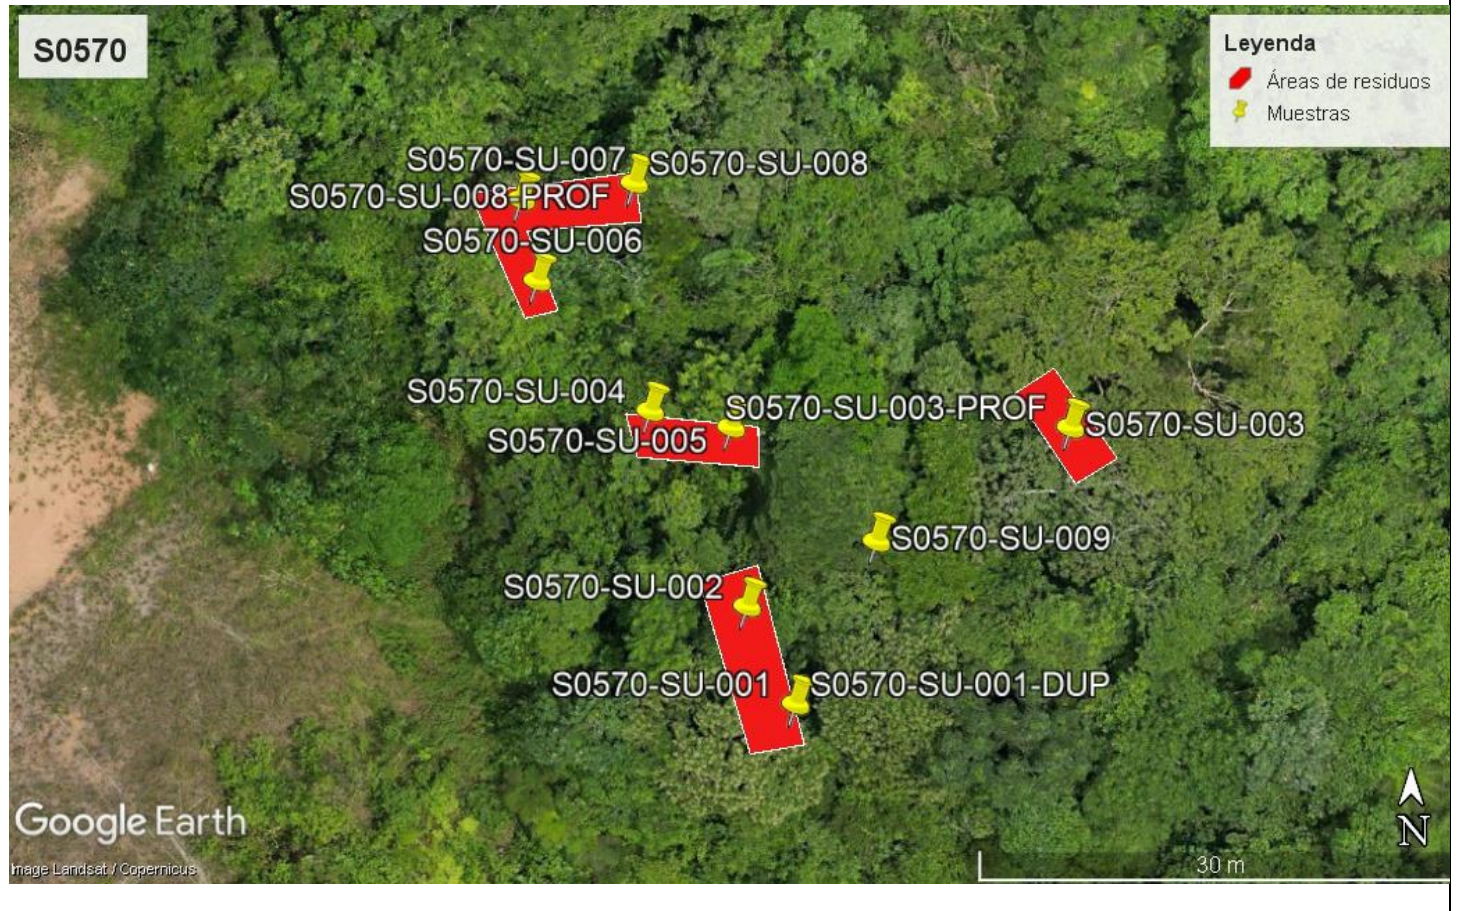 S0570
Leyenda
Áreas de residuos
Muestras
S0570-SU-007
S0570-SU-008
S0570-SU-008-PROF
S0570-SU-006
S0570-SU-004
S0570-SU-003-PROF
S0570-SU-003
S0570-SU-005
S0570-SU-009
S0570-SU-002
S0570-SU-001
S0570-SU-001-DUP
Google Earth
N
Image Landsat / Copernicus
30 m